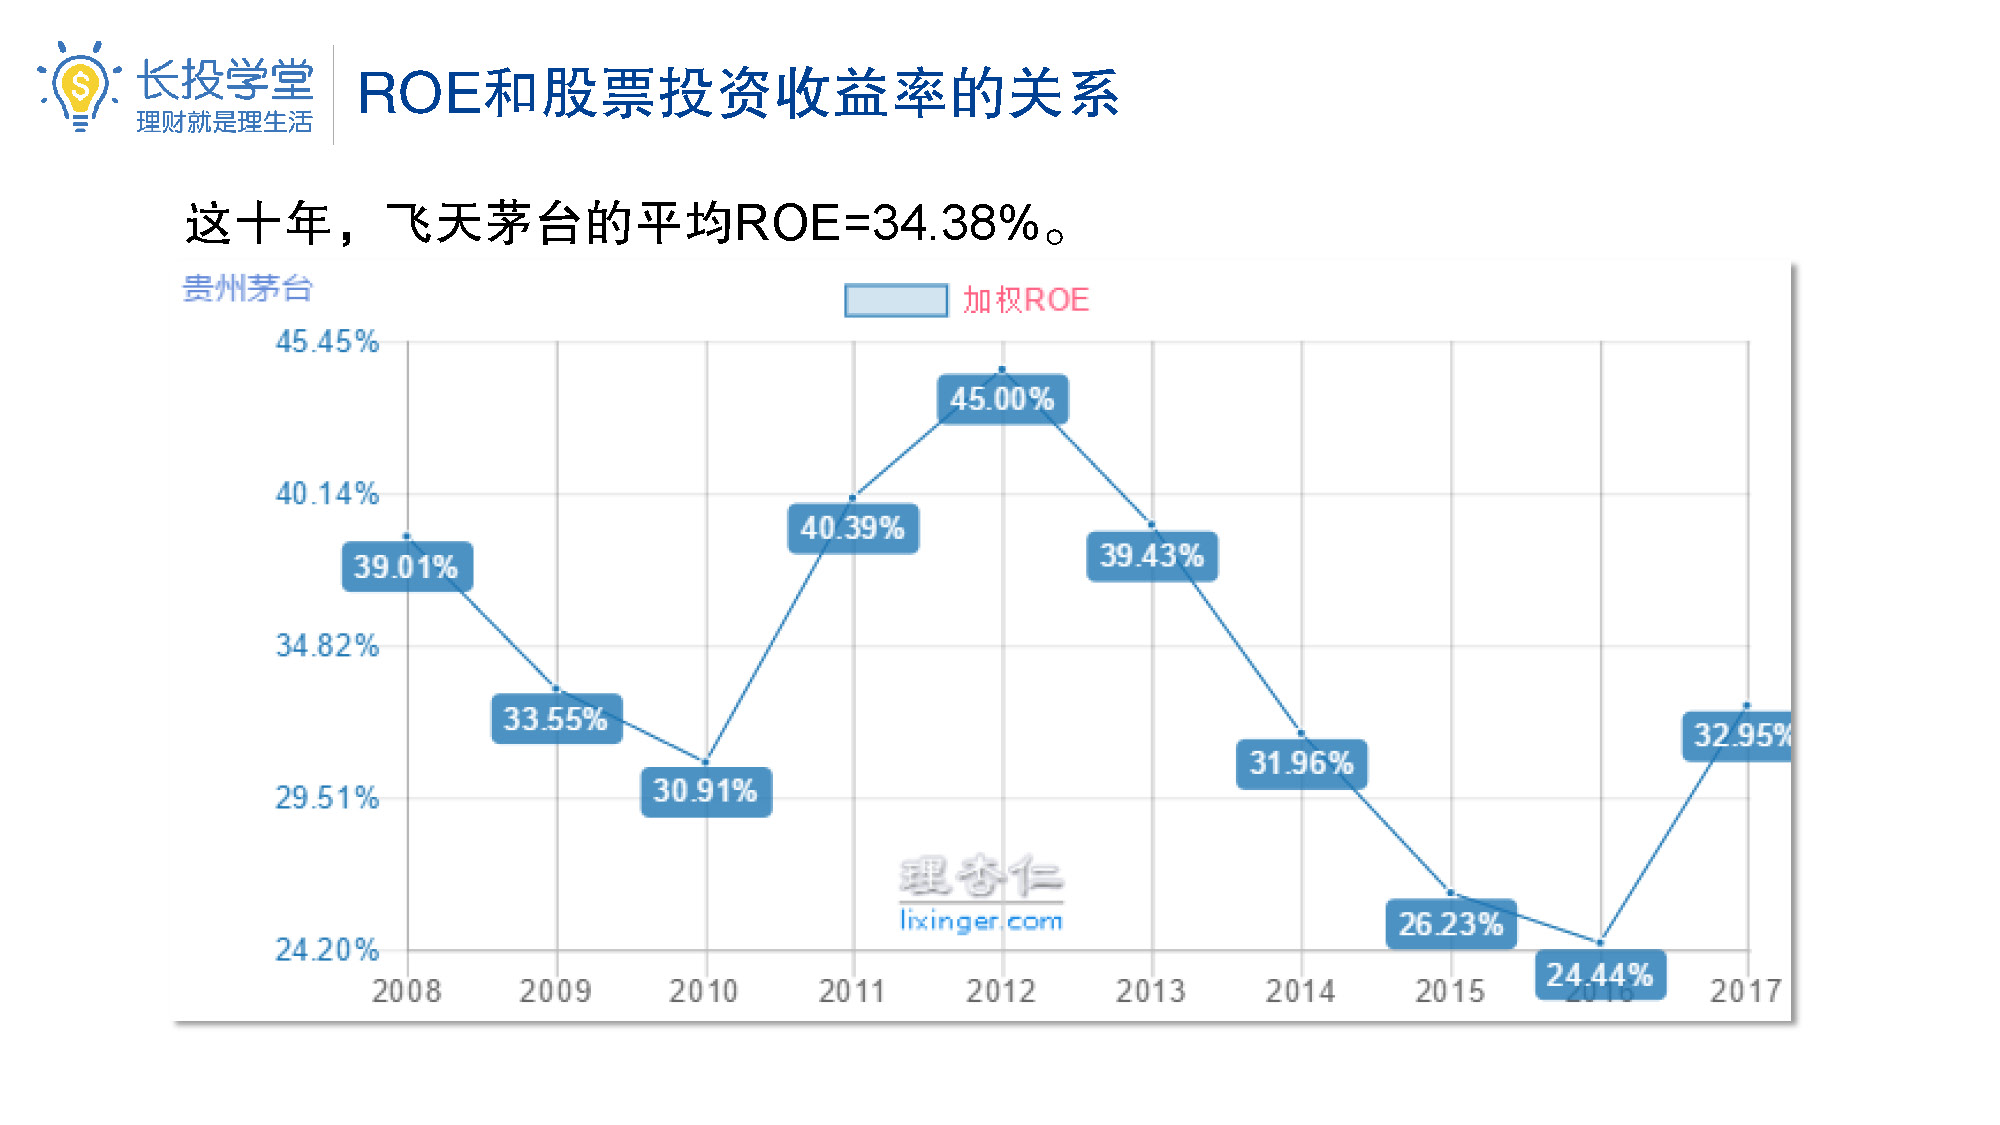 长投学堂
理财就是理生活
ROE和股票投资收益率的关系
这十年，飞天茅台的平均ROE=34.38%。
贵州茅台
加权ROE
45.45%
40.14%
34.82%
29.51%
24.20%
39.01%
33.55%
30.91%
40.39%
45.00%
39.43%
31.96%
26.23%
24.44%
32.95%
理杏仁
lixinger.com
2008 2009 2010 2011 2012 2013 2014 2015 2016 2017